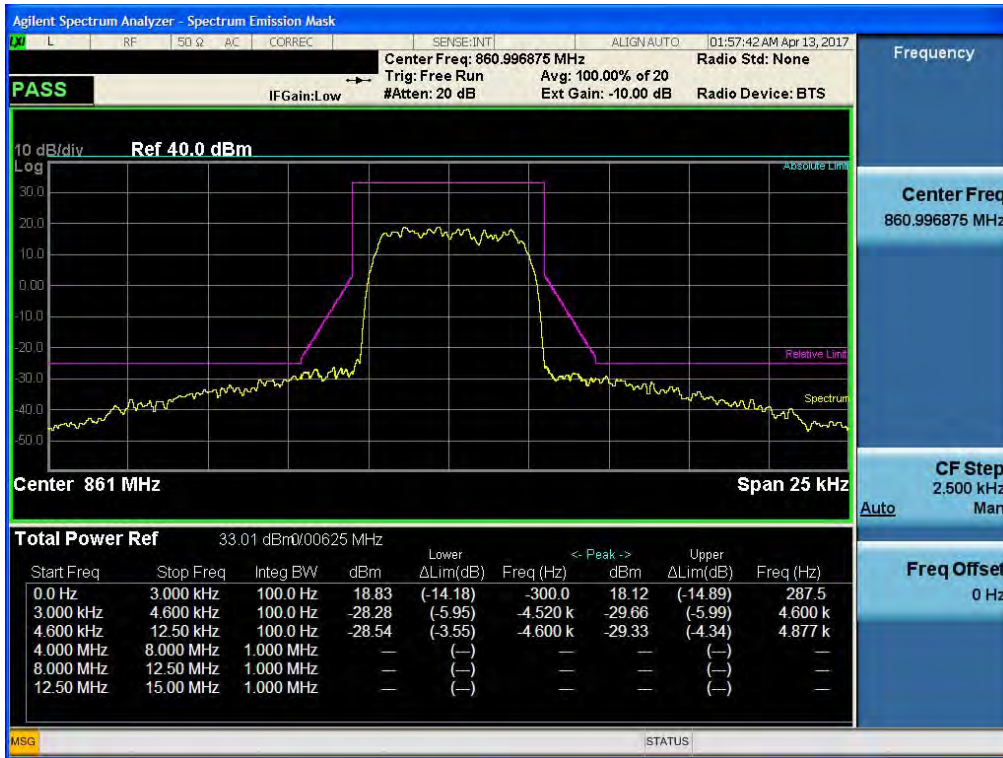 Agilent Spectrum Analyzer - Spectrum Emission Mask
LXI L RF 50 Ω AC CORREC SENSE:INT ALIGN AUTO 01:57:42 AM Apr 13, 2017
Center Freq: 860.996875 MHz Radio Std: None
Trig: Free Run Avg: 100.00% of 20
PASS IFGain:Low #Atten: 20 dB Ext Gain: -10.00 dB Radio Device: BTS
Frequency
10 dB/div Ref 40.0 dBm
Log Absolute Limit
30.0
20.0
10.0
0.00
-10.0
-20.0
Relative Limit
-30.0
Spectrum
-40.0
-50.0
Center 861 MHz Span 25 kHz
Center Freq
860.996875 MHz
CF Step
2.500 kHz
Auto Man
Freq Offset
0 Hz
Total Power Ref 33.01 dBm/0.00625 MHz
Lower <- Peak -> Upper
Start Freq Stop Freq Integ BW dBm ΔLim(dB) Freq (Hz) dBm ΔLim(dB) Freq (Hz)
0.0 Hz 3.000 kHz 100.0 Hz 18.83 (-14.18) -300.0 18.12 (-14.89) 287.5
3.000 kHz 4.600 kHz 100.0 Hz -28.28 (-5.95) -4.520 k -29.66 (-5.99) 4.600 k
4.600 kHz 12.50 kHz 100.0 Hz -28.54 (-3.55) -4.600 k -29.33 (-4.34) 4.877 k
4.000 MHz 8.000 MHz 1.000 MHz — (—) — — (—) —
8.000 MHz 12.50 MHz 1.000 MHz — (—) — — (—) —
12.50 MHz 15.00 MHz 1.000 MHz — (—) — — (—) —
MSG STATUS